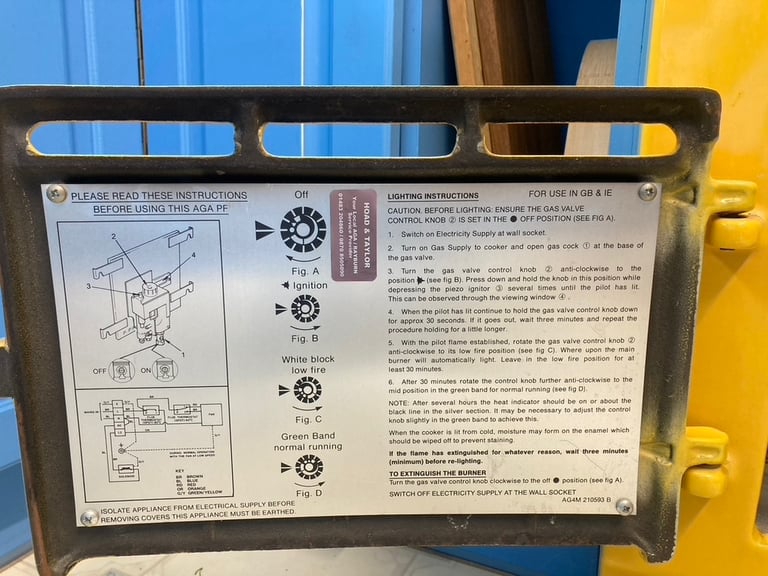 PLEASE READ THESE INSTRUCTIONS
BEFORE USING THIS AGA PF
2
4
3
1
OFF
ON
KEY
BR BROWN
BL BLUE
RD RED
OR ORANGE
G/Y GREEN/YELLOW
ISOLATE APPLIANCE FROM ELECTRICAL SUPPLY BEFORE
REMOVING COVERS THIS APPLIANCE MUST BE EARTHED.
Off
Fig. A
Ignition
Fig. B
White block
low fire
Fig. C
Green Band
normal running
Fig. D
HOAD & TAYLOR
Your Local AGA / RAYBURN
Service Provider
LIGHTING INSTRUCTIONS
FOR USE IN GB & IE
CAUTION. BEFORE LIGHTING: ENSURE THE GAS VALVE
CONTROL KNOB ② IS SET IN THE ● OFF POSITION (SEE FIG A).
1. Switch on Electricity Supply at wall socket.
2. Turn on Gas Supply to cooker and open gas cock ① at the base of
the gas valve.
3. Turn the gas valve control knob ② anti-clockwise to the
position (see fig B). Press down and hold the knob in this position while
depressing the piezo ignitor ③ several times until the pilot has lit.
This can be observed through the viewing window ④ .
4. When the pilot has lit continue to hold the gas valve control knob down
for approx 30 seconds. If it goes out, wait three minutes and repeat the
procedure holding for a little longer.
5. With the pilot flame established, rotate the gas valve control knob ②
anti-clockwise to its low fire position (see fig C). Where upon the main
burner will automatically light. Leave in the low fire position for at
least 30 minutes.
6. After 30 minutes rotate the control knob further anti-clockwise to the
mid position in the green band for normal running (see fig D).
NOTE: After several hours the heat indicator should be on or about the
black line in the silver section. It may be necessary to adjust the control
knob slightly in the green band to achieve this.
When the cooker is lit from cold, moisture may form on the enamel which
should be wiped off to prevent staining.
If the flame has extinguished for whatever reason, wait three minutes
(minimum) before re-lighting.
TO EXTINGUISH THE BURNER
Turn the gas valve control knob clockwise to the off ● position (see fig A).
SWITCH OFF ELECTRICITY SUPPLY AT THE WALL SOCKET
AG4M 210593 B